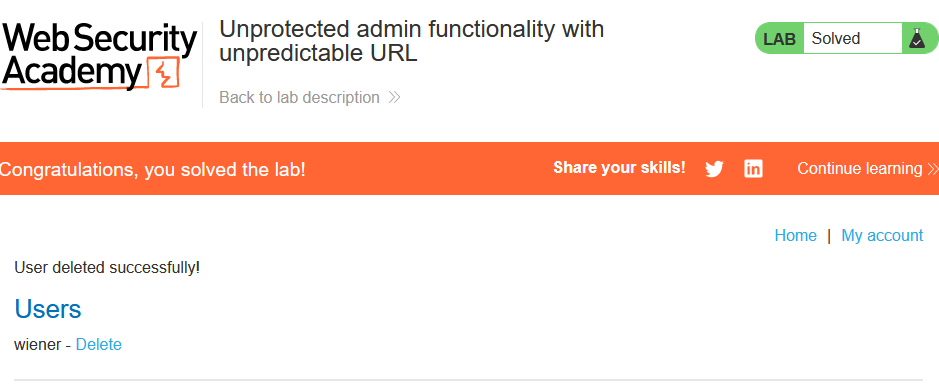 Web Security
Academy
Unprotected admin functionality with
unpredictable URL
Back to lab description
LAB Solved
Congratulations, you solved the lab!
Share your skills!
Continue learning
Home | My account
User deleted successfully!
Users
wiener - Delete